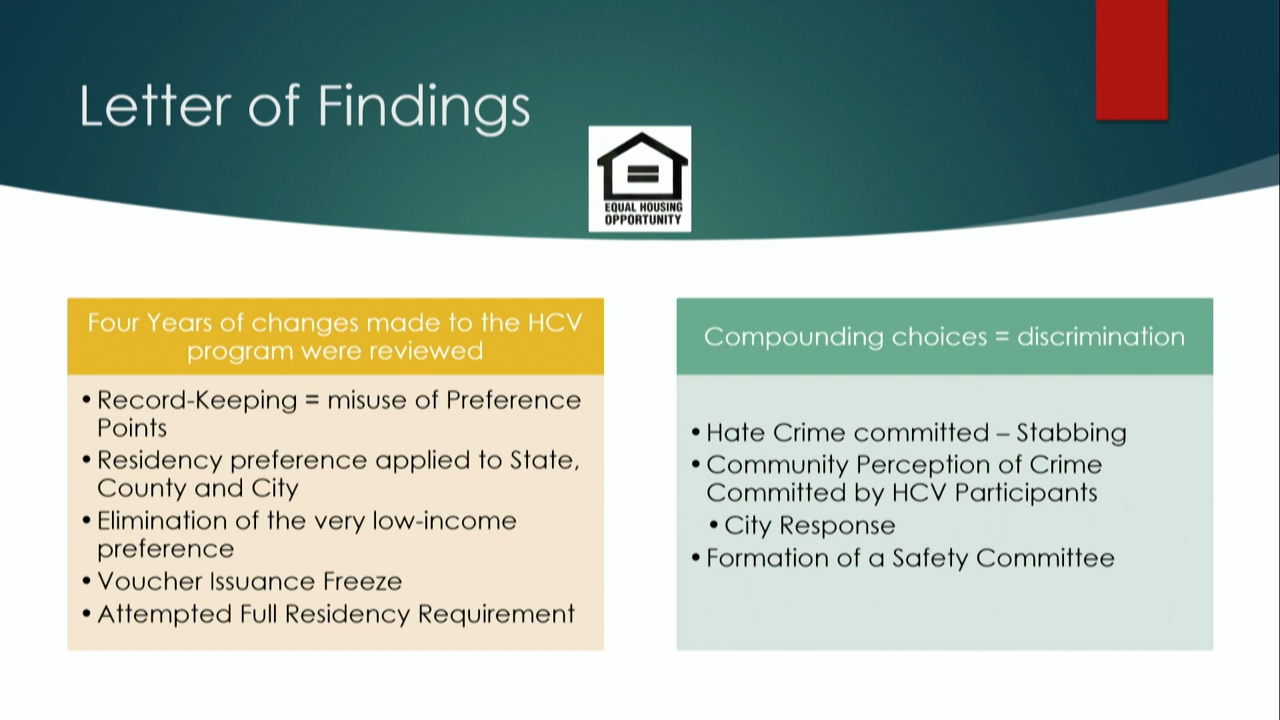 Letter of Findings
EQUAL HOUSING
OPPORTUNITY
Four Years of changes made to the HCV
program were reviewed
• Record-Keeping = misuse of Preference
Points
• Residency preference applied to State,
County and City
• Elimination of the very low-income
preference
• Voucher Issuance Freeze
• Attempted Full Residency Requirement
Compounding choices = discrimination
• Hate Crime committed – Stabbing
• Community Perception of Crime
Committed by HCV Participants
• City Response
• Formation of a Safety Committee